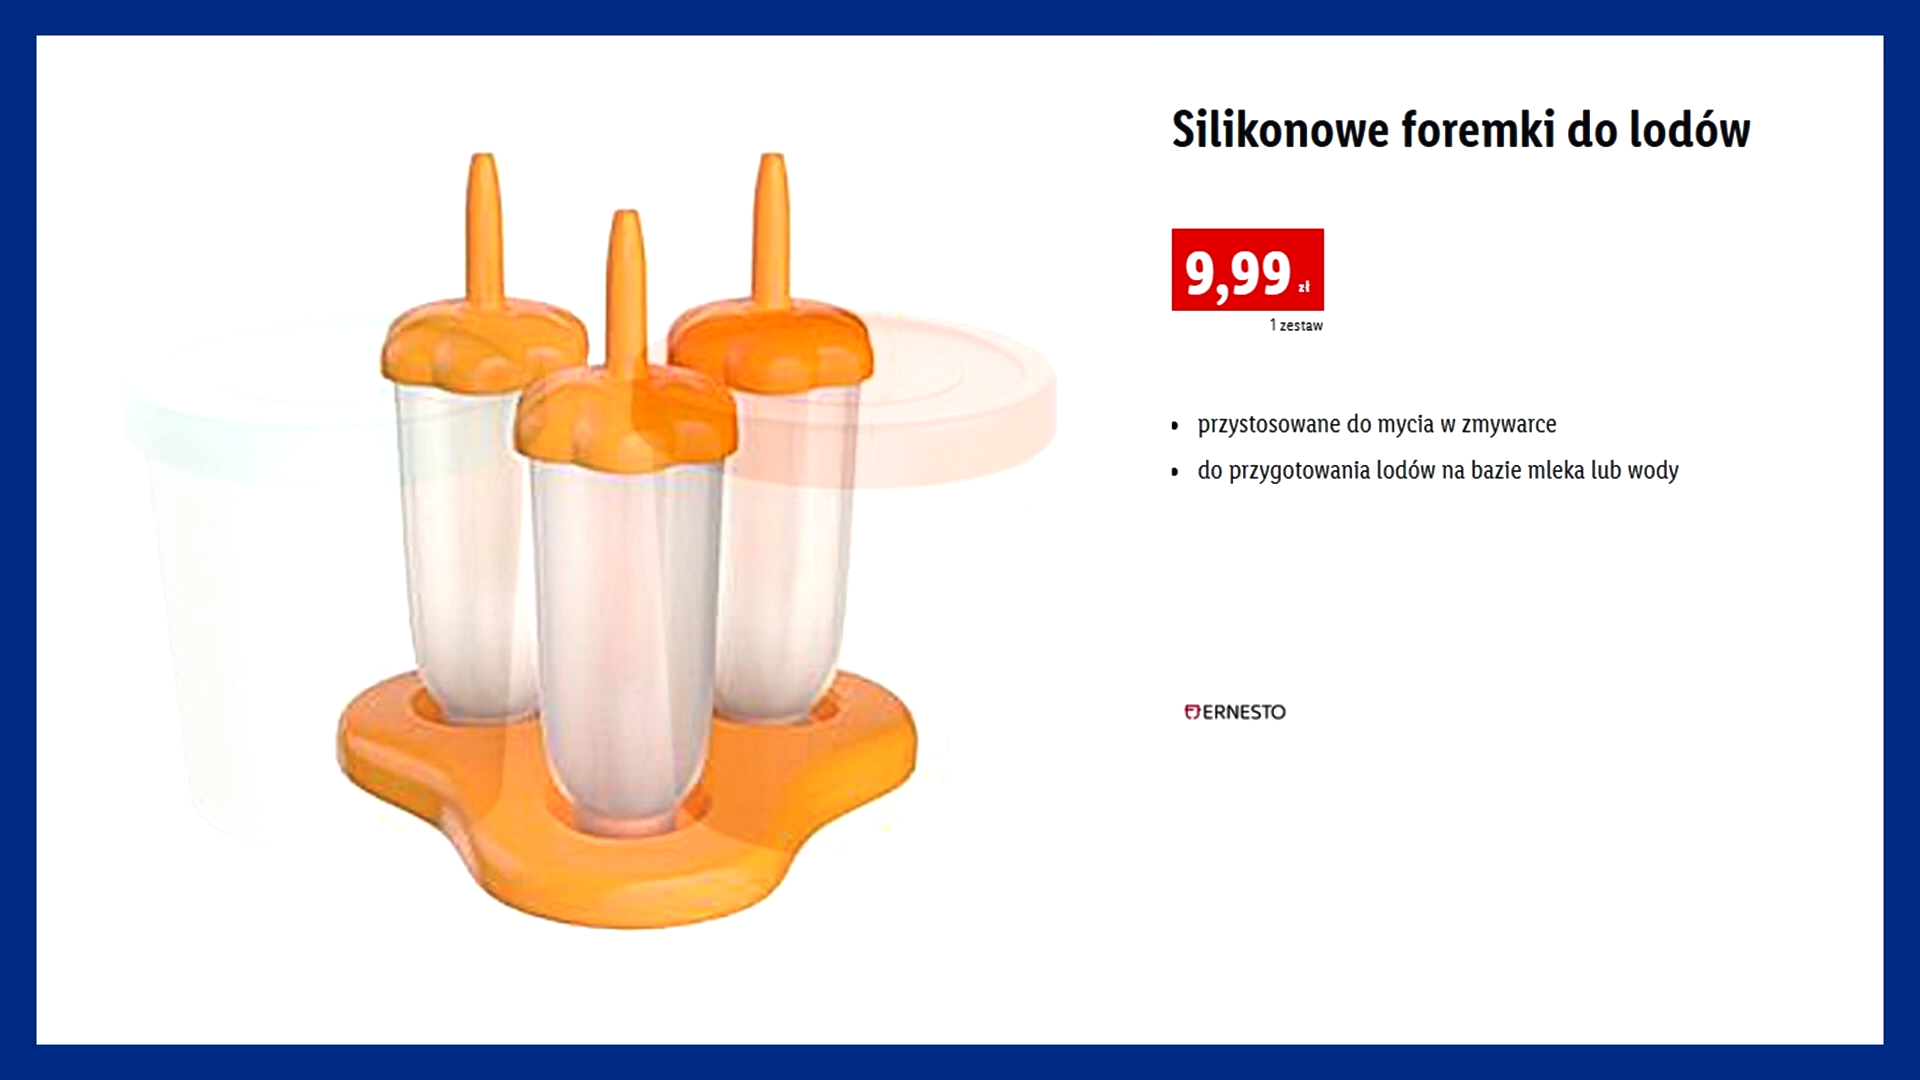 Silikonowe foremki do lodów
9,99 zł
1 zestaw
• przystosowane do mycia w zmywarce
• do przygotowania lodów na bazie mleka lub wody
ERNESTO